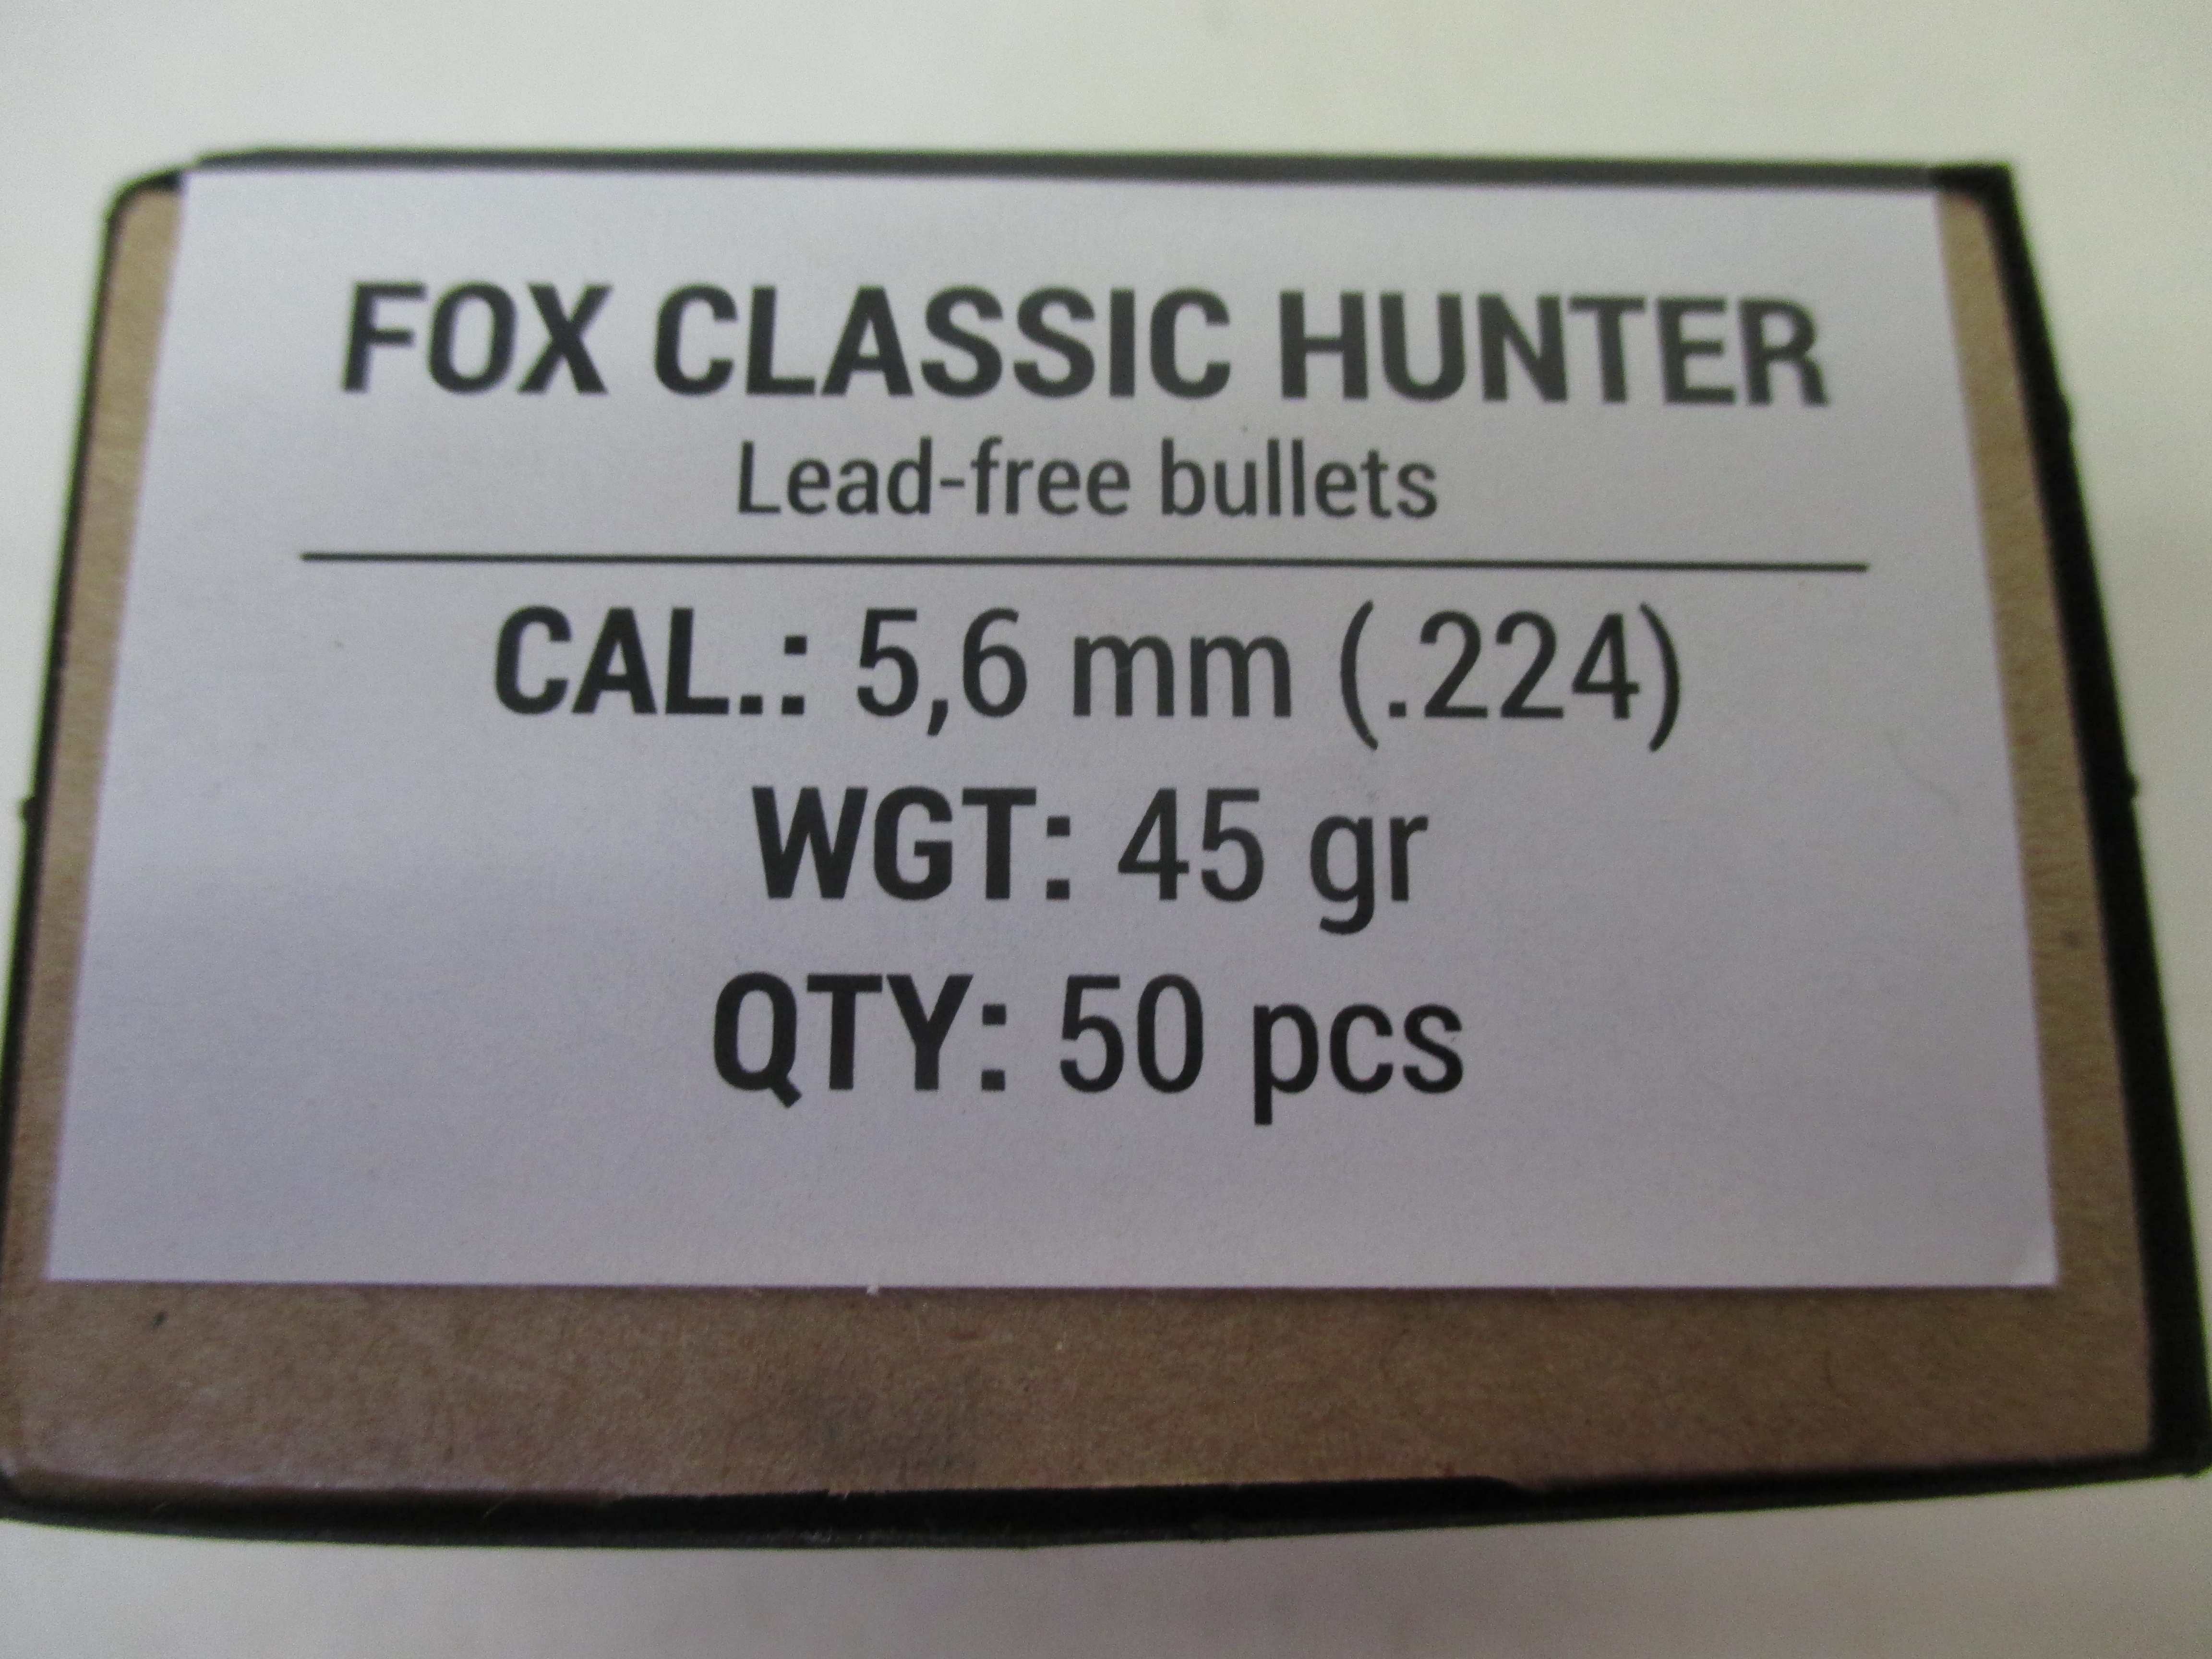 FOX CLASSIC HUNTER
Lead-free bullets
CAL.: 5,6 mm (.224)
WGT: 45 gr
QTY: 50 pcs